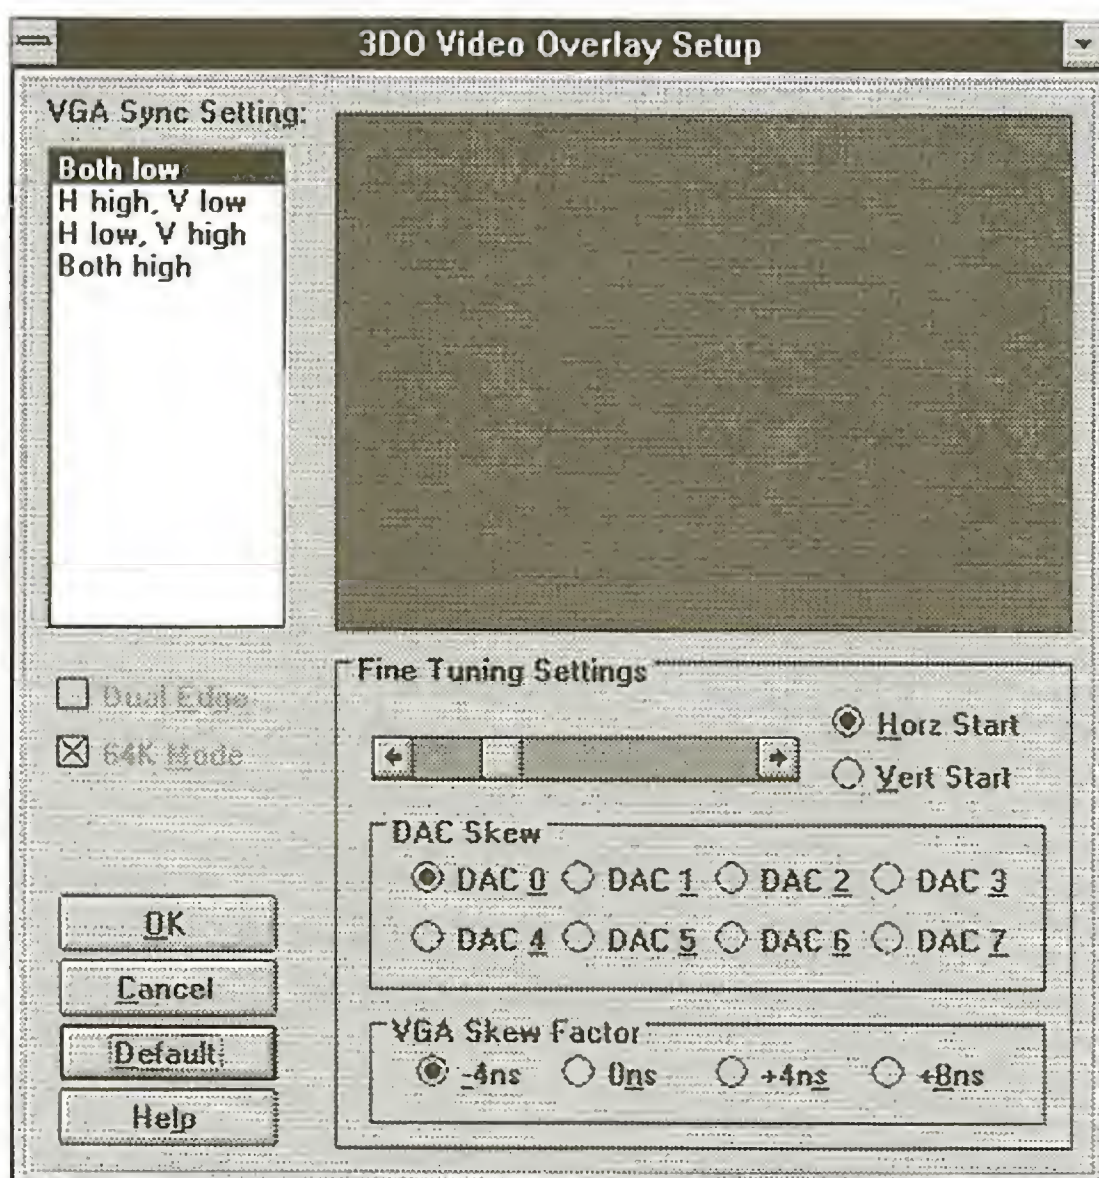 3DO Video Overlay Setup
VGA Sync Setting:
Both low
H high, V low
H low, V high
Both high
Dual Edge
64K Mode
OK
Cancel
Default
Help
Fine Tuning Settings
Horz Start
Vert Start
DAC Skew
DAC 0 DAC 1 DAC 2 DAC 3
DAC 4 DAC 5 DAC 6 DAC 7
VGA Skew Factor
-4ns 0ns +4ns +8ns